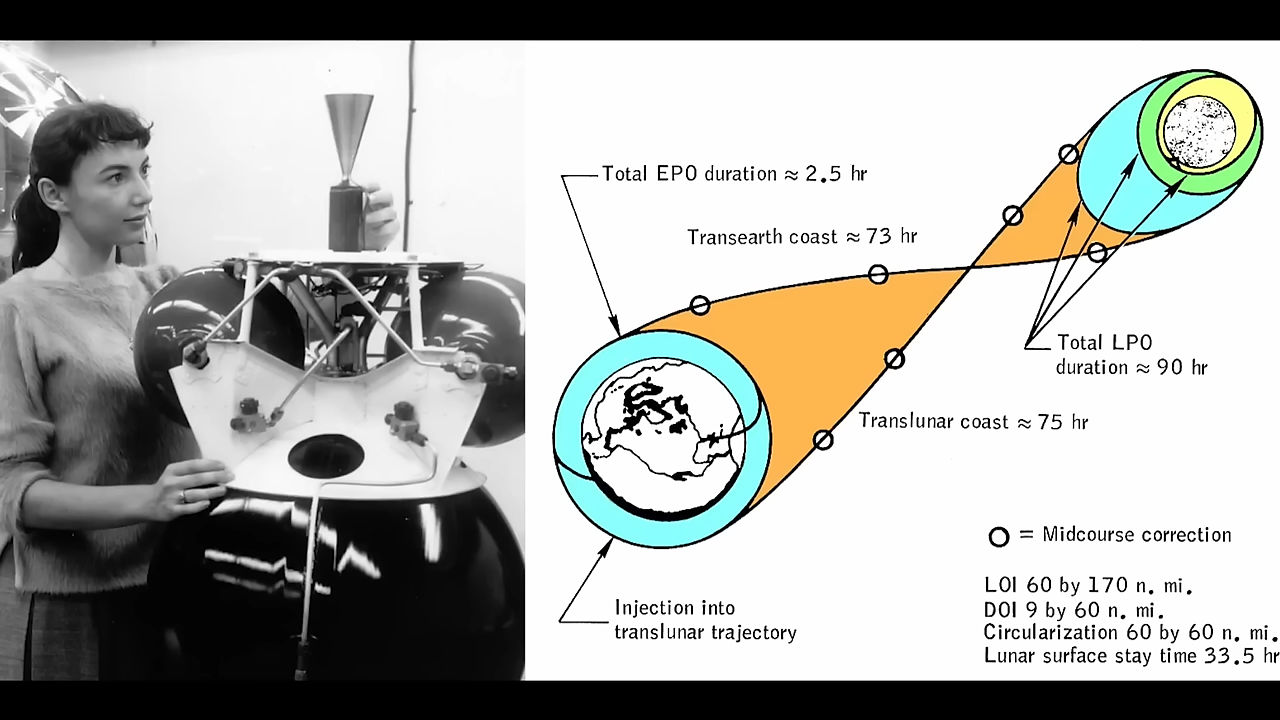 Total EPO duration ≈ 2.5 hr
Transearth coast ≈ 73 hr
Total LPO
duration ≈ 90 hr
Translunar coast ≈ 75 hr
= Midcourse correction
LOI 60 by 170 n. mi.
DOI 9 by 60 n. mi.
Circularization 60 by 60 n. mi.
Lunar surface stay time 33.5 hr
Injection into
translunar trajectory